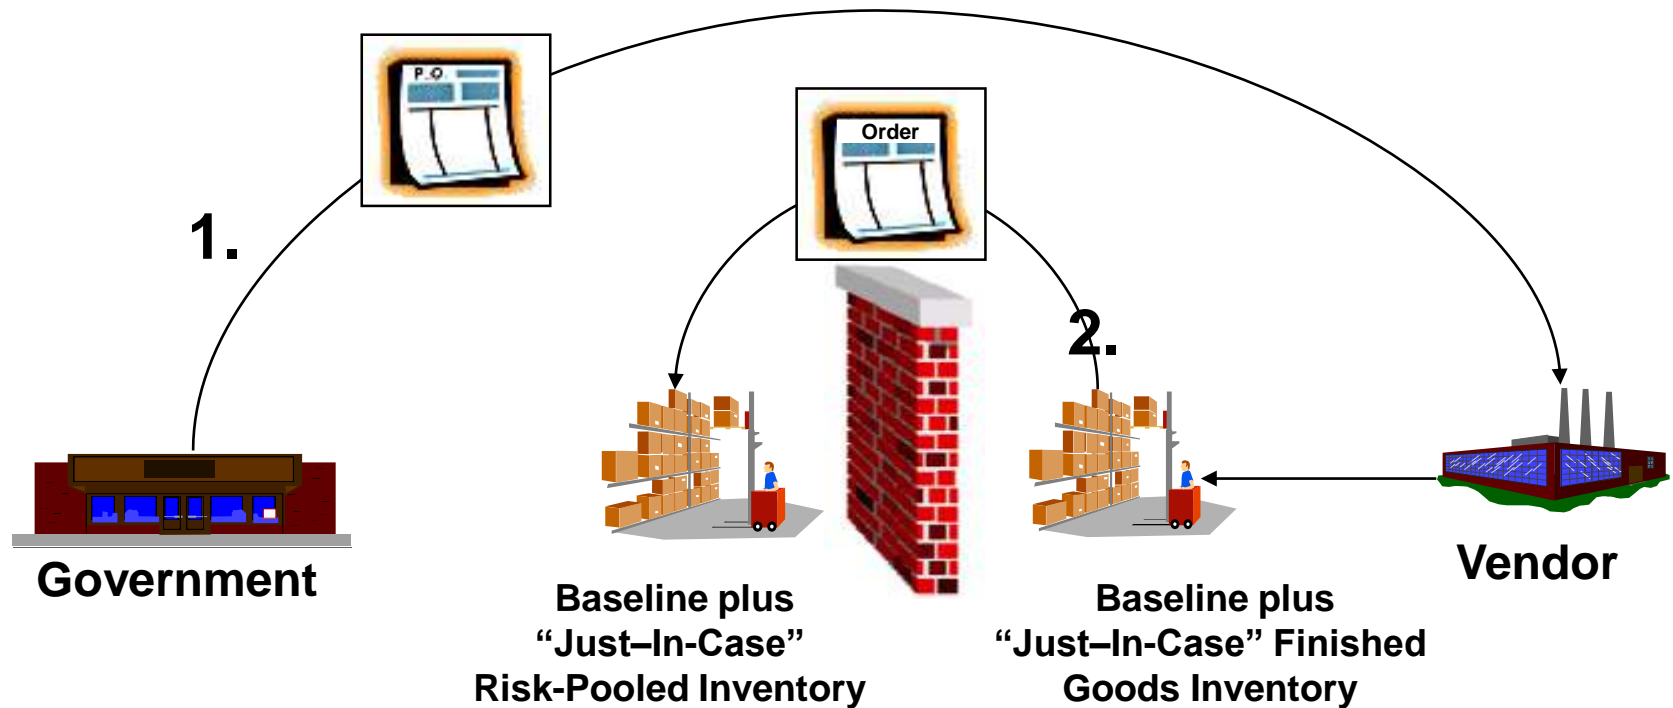 P.O.
Order
1.
2.
Government
Vendor
Baseline plus
“Just–In-Case”
Risk-Pooled Inventory
Baseline plus
“Just–In-Case” Finished
Goods Inventory